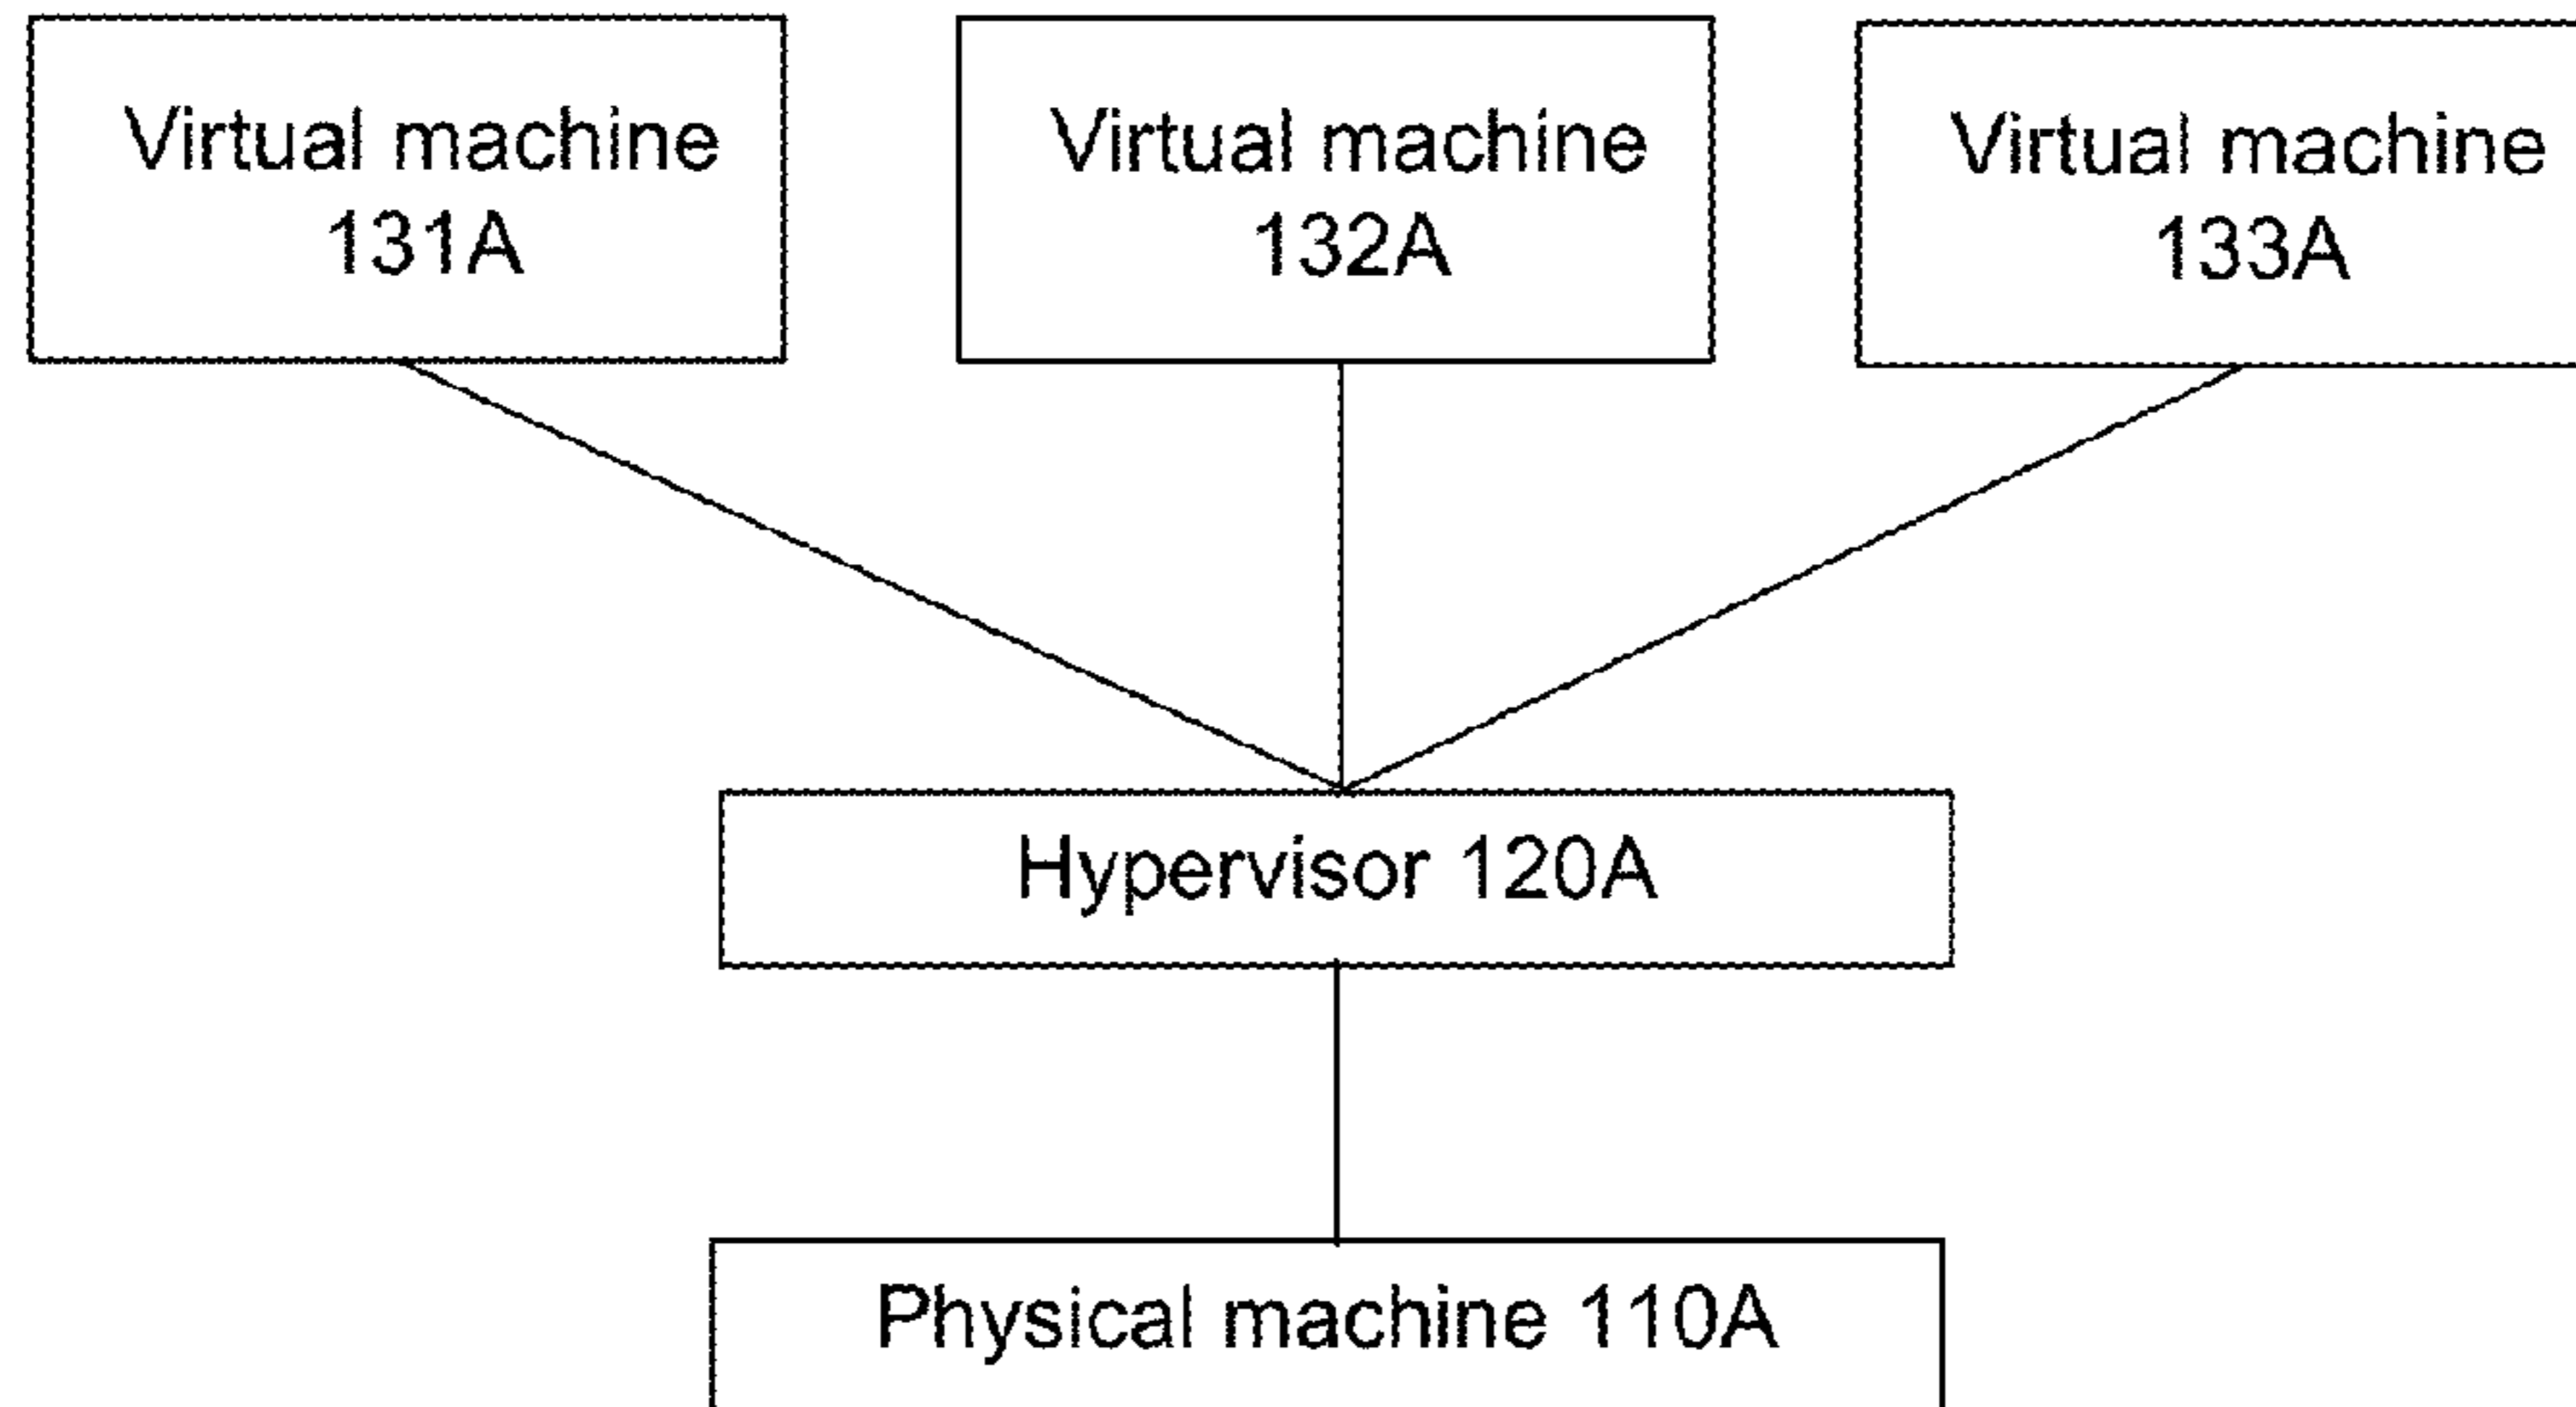 Virtual machine
131A
Virtual machine
132A
Virtual machine
133A
Hypervisor 120A
Physical machine 110A